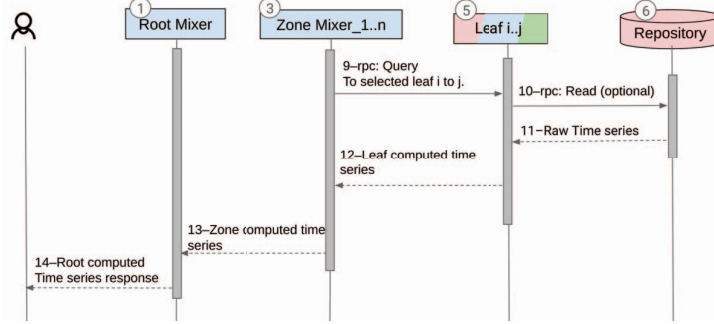 1
Root Mixer
3
Zone Mixer_1..n
5
Leaf i..j
6
Repository
9–rpc: Query
To selected leaf i to j.
10–rpc: Read (optional)
11–Raw Time series
12–Leaf computed time
series
13–Zone computed time
series
14–Root computed
Time series response